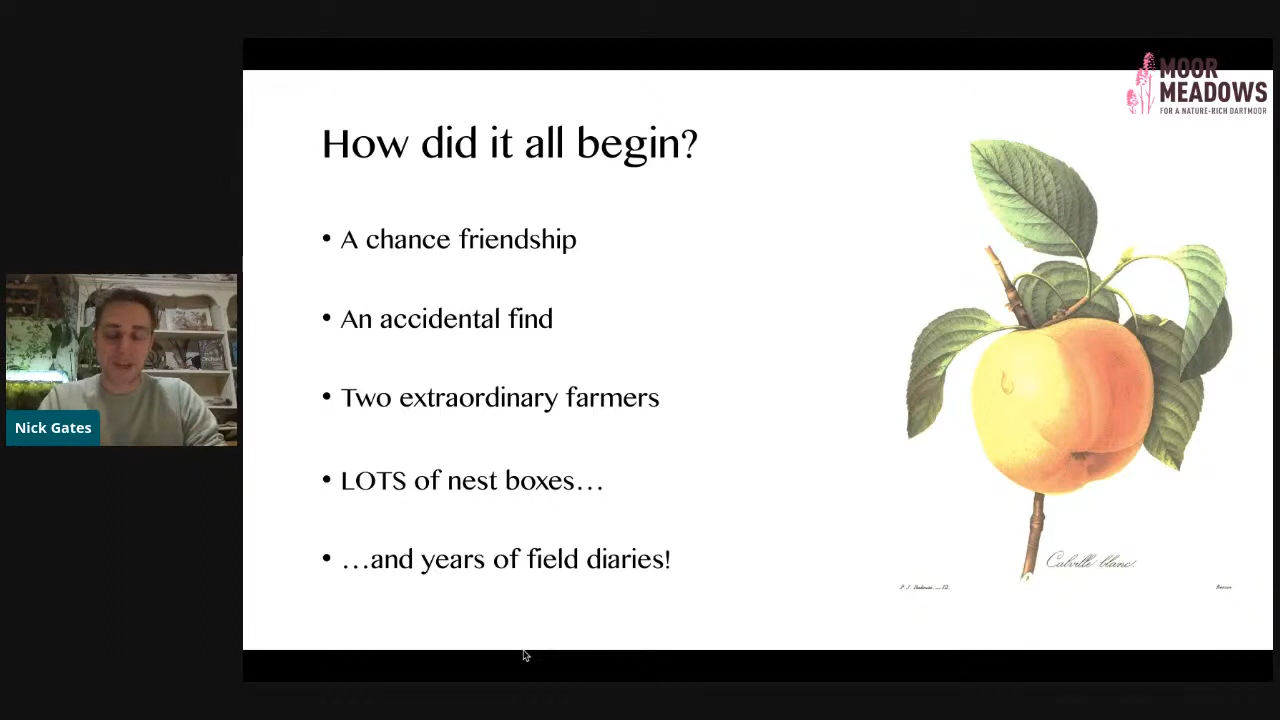 MOOR
MEADOWS
FOR A NATURE-RICH DARTMOOR
How did it all begin?
• A chance friendship
• An accidental find
• Two extraordinary farmers
• LOTS of nest boxes…
• …and years of field diaries!
Calville blanc.
Orchard
Nick Gates